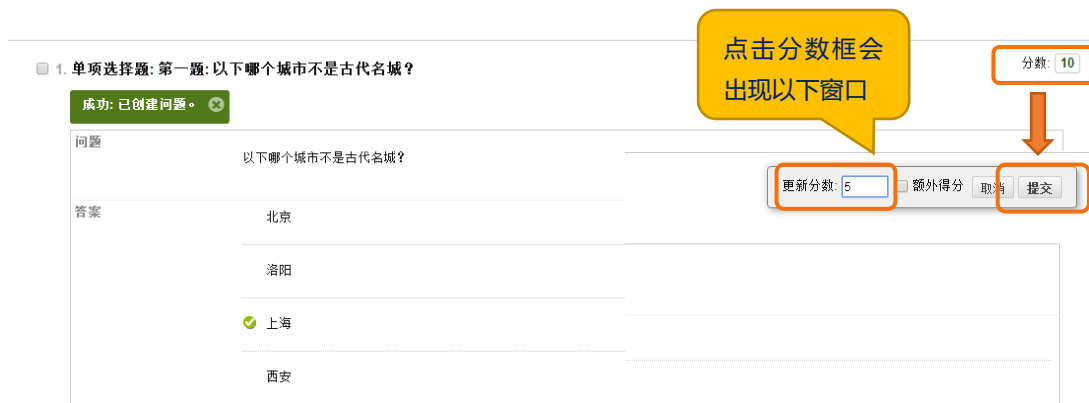 点击分数框会
出现以下窗口
1. 单项选择题: 第一题: 以下哪个城市不是古代名城?
分数: 10
成功: 已创建问题。
问题
以下哪个城市不是古代名城?
更新分数: 5 额外得分 取消 提交
答案
北京
洛阳
上海
西安